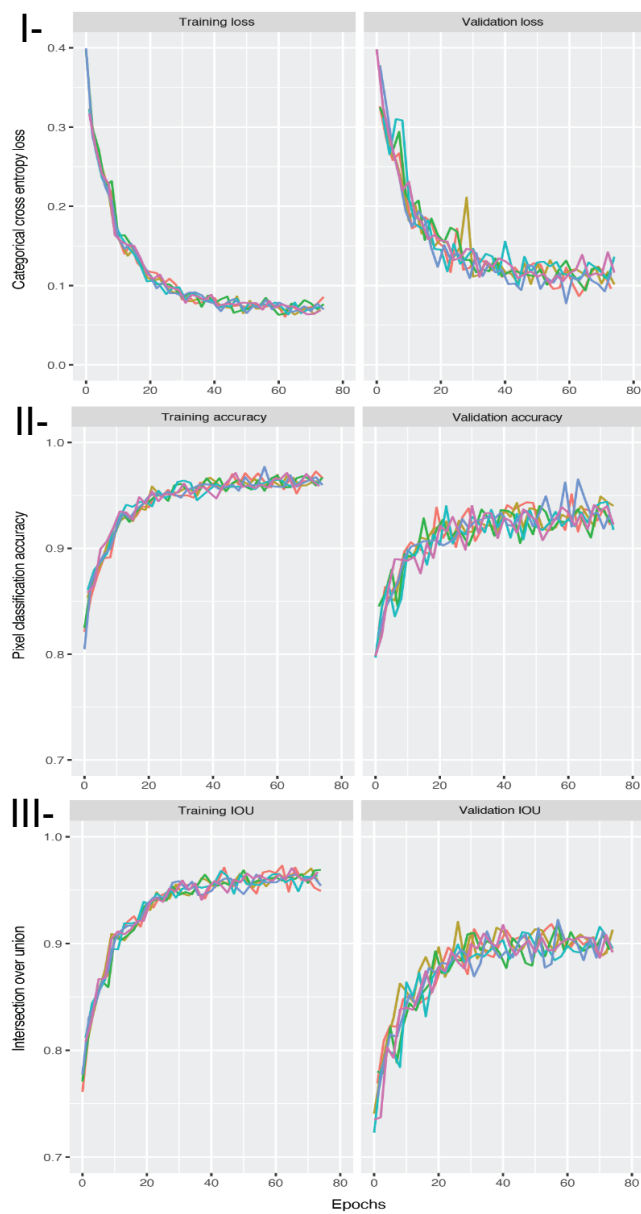 I-
Training loss Validation loss
Categorical cross entropy loss
0.4
0.3
0.2
0.1
0.0
0 20 40 60 80 0 20 40 60 80
II-
Training accuracy Validation accuracy
Pixel classification accuracy
1.0
0.9
0.8
0.7
0 20 40 60 80 0 20 40 60 80
III-
Training IOU Validation IOU
Intersection over union
1.0
0.9
0.8
0.7
0 20 40 60 80 0 20 40 60 80
Epochs